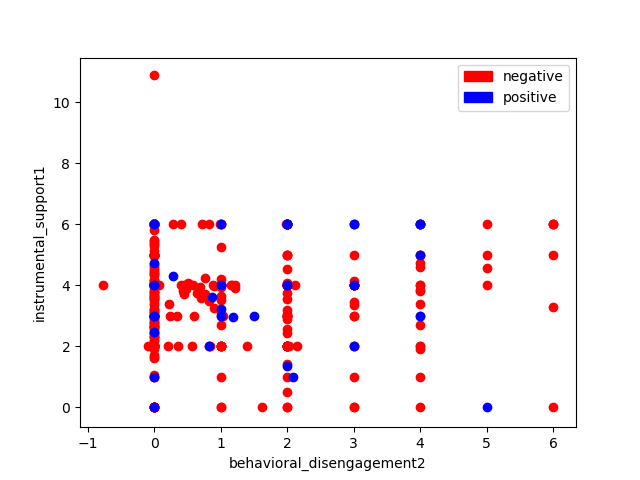 negative
positive
10
8
6
4
2
0
instrumental_support1
−1 0 1 2 3 4 5 6
behavioral_disengagement2